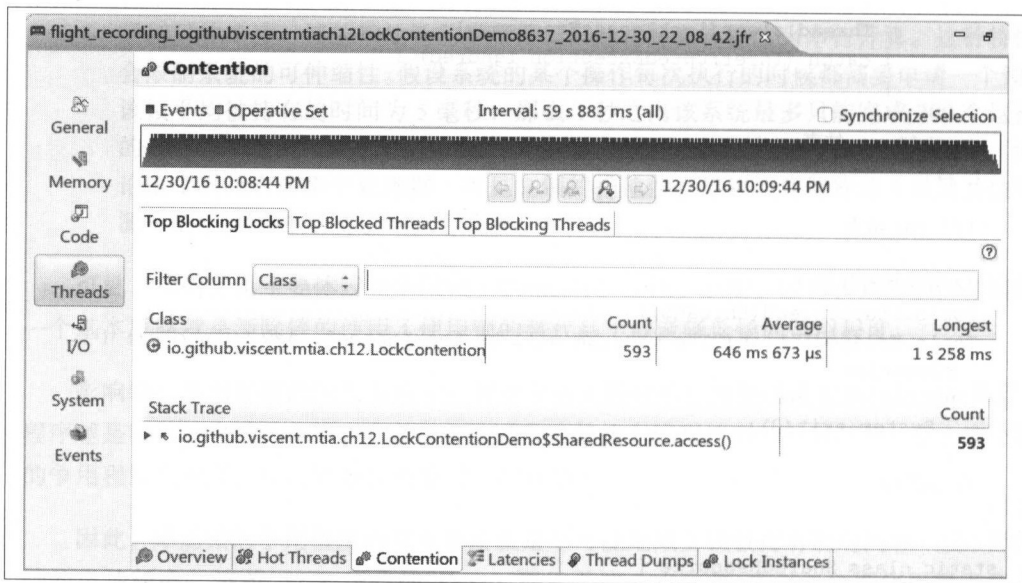 flight_recording_iogithubviscentmtiach12LockContentionDemo8637_2016-12-30_22_08_42.jfr
Contention
General
Memory
Code
Threads
I/O
System
Events
Events Operative Set Interval: 59 s 883 ms (all) Synchronize Selection
12/30/16 10:08:44 PM 12/30/16 10:09:44 PM
Top Blocking Locks Top Blocked Threads Top Blocking Threads
Filter Column Class
Class Count Average Longest
io.github.viscent.mtia.ch12.LockContention 593 646 ms 673 µs 1 s 258 ms
Stack Trace Count
io.github.viscent.mtia.ch12.LockContentionDemo$SharedResource.access() 593
Overview Hot Threads Contention Latencies Thread Dumps Lock Instances